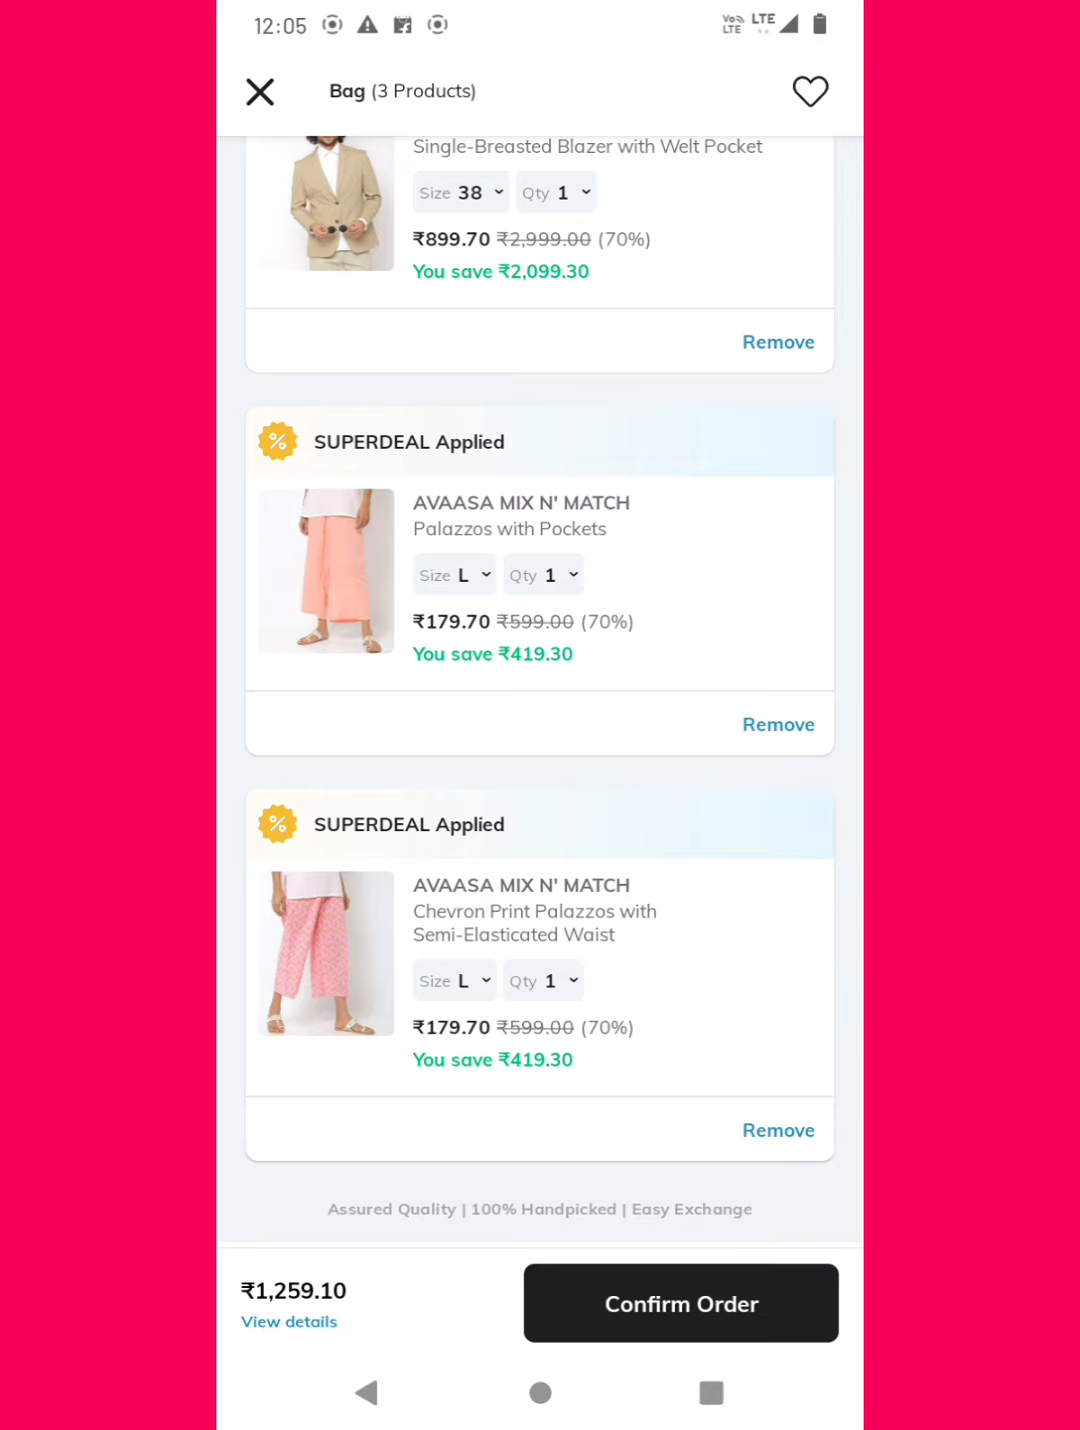 12:05
Vo
LTE
LTE
Bag (3 Products)
Single-Breasted Blazer with Welt Pocket
Size 38 Qty 1
₹899.70 ₹2,999.00 (70%)
You save ₹2,099.30
Remove
% SUPERDEAL Applied
AVAASA MIX N' MATCH
Palazzos with Pockets
Size L Qty 1
₹179.70 ₹599.00 (70%)
You save ₹419.30
Remove
% SUPERDEAL Applied
AVAASA MIX N' MATCH
Chevron Print Palazzos with
Semi-Elasticated Waist
Size L Qty 1
₹179.70 ₹599.00 (70%)
You save ₹419.30
Remove
Assured Quality | 100% Handpicked | Easy Exchange
₹1,259.10
View details
Confirm Order